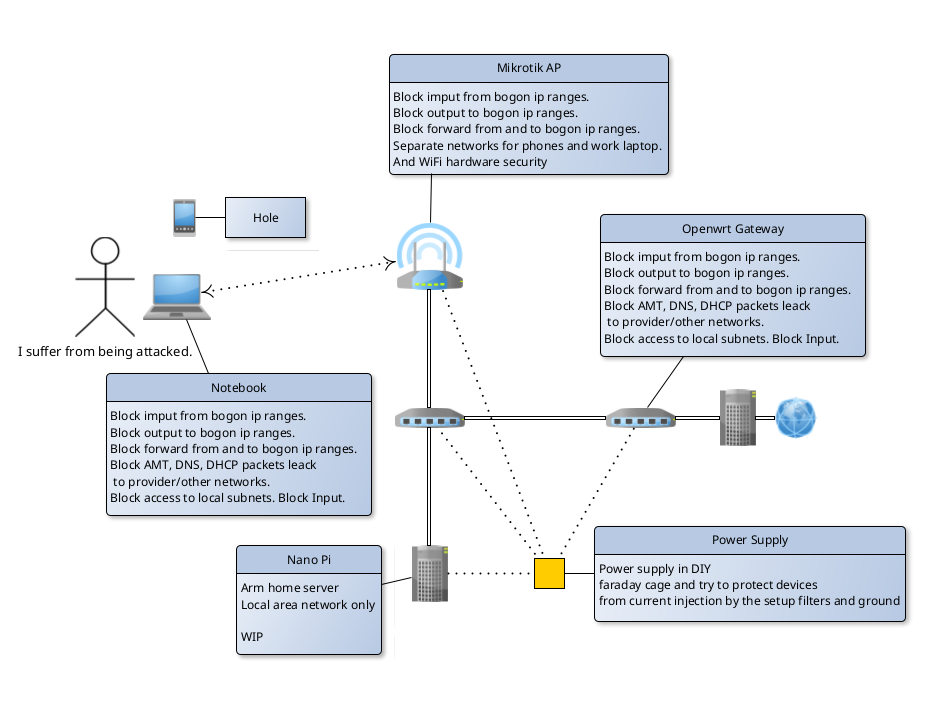 Mikrotik AP
Block imput from bogon ip ranges.
Block output to bogon ip ranges.
Block forward from and to bogon ip ranges.
Separate networks for phones and work laptop.
And WiFi hardware security
Hole
Openwrt Gateway
Block imput from bogon ip ranges.
Block output to bogon ip ranges.
Block forward from and to bogon ip ranges.
Block AMT, DNS, DHCP packets leack
to provider/other networks.
Block access to local subnets. Block Input.
I suffer from being attacked.
Notebook
Block imput from bogon ip ranges.
Block output to bogon ip ranges.
Block forward from and to bogon ip ranges.
Block AMT, DNS, DHCP packets leack
to provider/other networks.
Block access to local subnets. Block Input.
Nano Pi
Arm home server
Local area network only
WIP
Power Supply
Power supply in DIY
faraday cage and try to protect devices
from current injection by the setup filters and ground